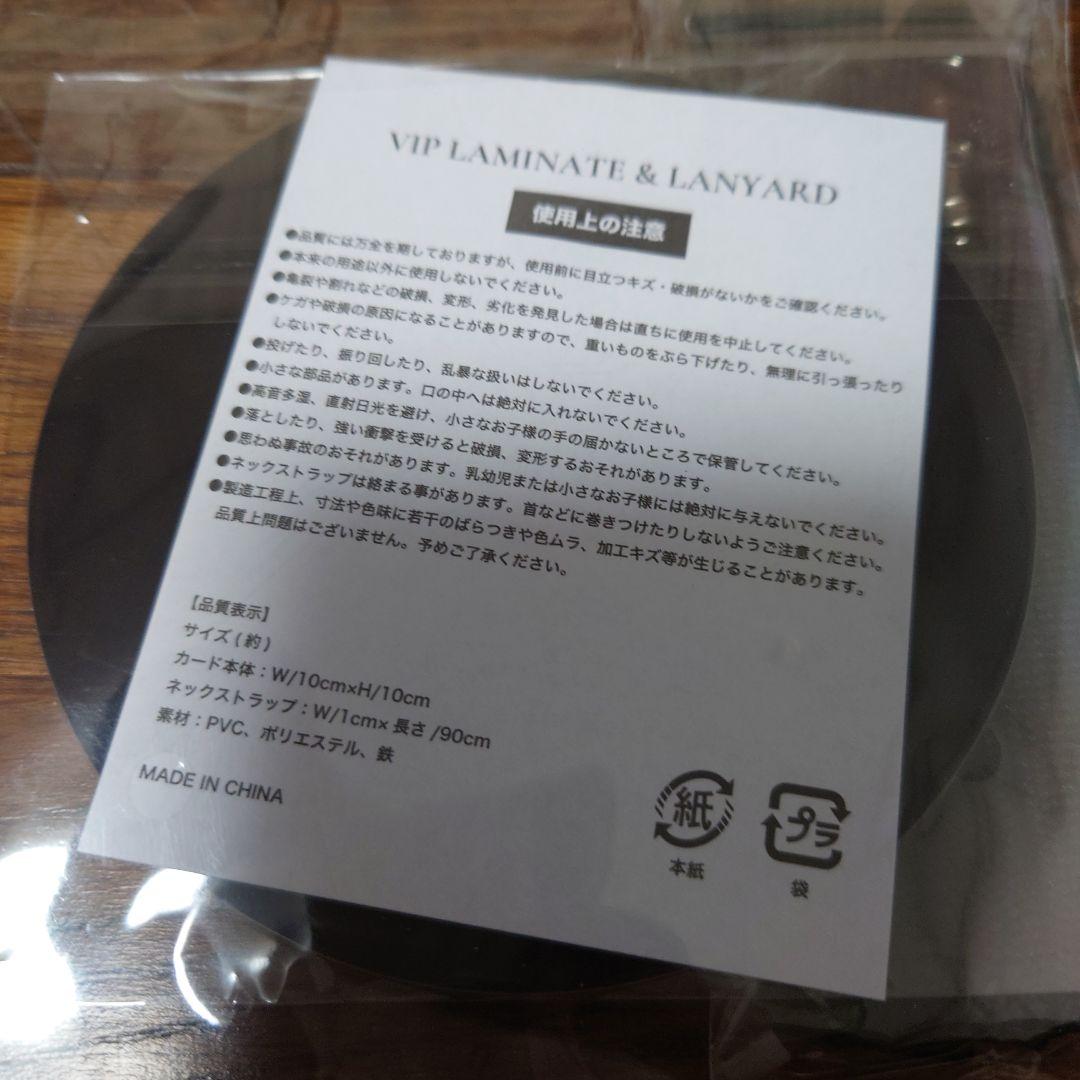 VIP LAMINATE & LANYARD
使用上の注意
●品質には万全を期しておりますが、使用前に目立つキズ・破損がないかをご確認ください。
●本来の用途以外に使用しないでください。
●亀裂や割れなどの破損、変形、劣化を発見した場合は直ちに使用を中止してください。
●ケガや破損の原因になることがありますので、重いものをぶら下げたり、無理に引っ張ったり
しないでください。
●投げたり、振り回したり、乱暴な扱いはしないでください。
●小さな部品があります。口の中へは絶対に入れないでください。
●高音多湿、直射日光を避け、小さなお子様の手の届かないところで保管してください。
●落としたり、強い衝撃を受けると破損、変形するおそれがあります。
●思わぬ事故のおそれがあります。乳幼児または小さなお子様には絶対に与えないでください。
●ネックストラップは絡まる事があります。首などに巻きつけたりしないようご注意ください。
●製造工程上、寸法や色味に若干のばらつきや色ムラ、加工キズ等が生じることがあります。
品質上問題はございません。予めご了承ください。
【品質表示】
サイズ(約)
カード本体：W/10cm×H/10cm
ネックストラップ：W/1cm×長さ/90cm
素材：PVC、ポリエステル、鉄
MADE IN CHINA
紙 プラ
本紙 袋